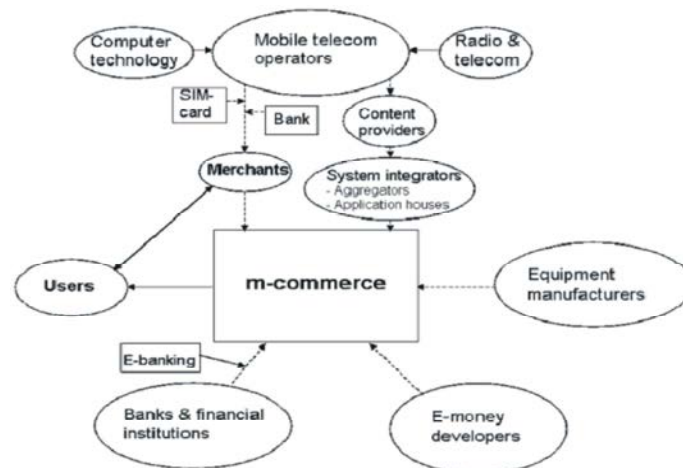 Computer
technology
Mobile telecom
operators
Radio &
telecom
SIM-
card
Bank
Content
providers
Merchants
System integrators
- Aggregators
- Application houses
Users
m-commerce
Equipment
manufacturers
E-banking
Banks & financial
institutions
E-money
developers